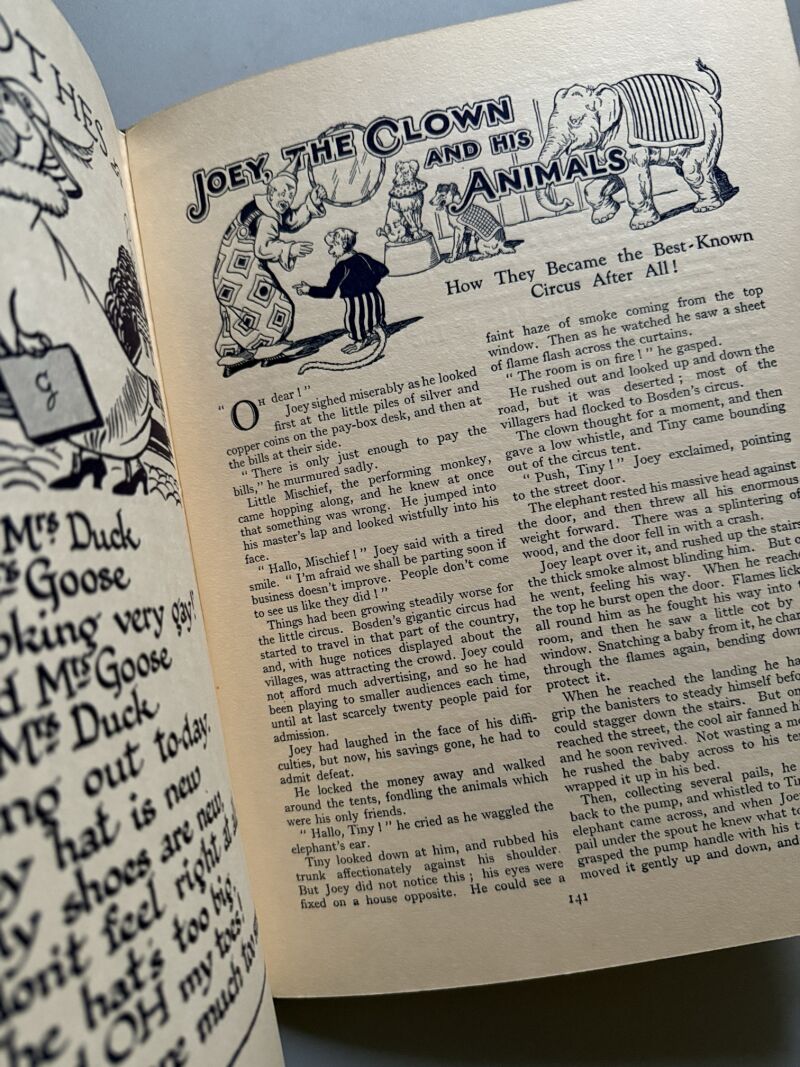 OTHES
C
Mrs Duck
Goose
oking very gay!
d Mrs Goose
Mrs Duck
ng out to-day.
hat is new
shoes are new,
don't feel right at
he hat's too big,
d OH my toes!
re much too
JOEY, THE CLOWN
AND HIS
ANIMALS
How They Became the Best-Known
Circus After All!
"OH dear!"
Joey sighed miserably as he looked
first at the little piles of silver and
copper coins on the pay-box desk, and then at
the bills at their side.
"There is only just enough to pay the
bills," he murmured sadly.
Little Mischief, the performing monkey,
came hopping along, and he knew at once
that something was wrong. He jumped into
his master's lap and looked wistfully into his
face.
"Hallo, Mischief!" Joey said with a tired
smile. "I'm afraid we shall be parting soon if
business doesn't improve. People don't come
to see us like they did!"
Things had been growing steadily worse for
the little circus. Bosden's gigantic circus had
started to travel in that part of the country,
and, with huge notices displayed about the
villages, was attracting the crowd. Joey could
not afford much advertising, and so he had
been playing to smaller audiences each time,
until at last scarcely twenty people paid for
admission.
Joey had laughed in the face of his diffi-
culties, but now, his savings gone, he had to
admit defeat.
He locked the money away and walked
around the tents, fondling the animals which
were his only friends.
"Hallo, Tiny!" he cried as he waggled the
elephant's ear.
Tiny looked down at him, and rubbed his
trunk affectionately against his shoulder.
But Joey did not notice this; his eyes were
fixed on a house opposite. He could see a
faint haze of smoke coming from the top
window. Then as he watched he saw a sheet
of flame flash across the curtains.
"The room is on fire!" he gasped.
He rushed out and looked up and down the
road, but it was deserted; most of the
villagers had flocked to Bosden's circus.
The clown thought for a moment, and then
gave a low whistle, and Tiny came bounding
out of the circus tent.
"Push, Tiny!" Joey exclaimed, pointing
to the street door.
The elephant rested his massive head against
the door, and then threw all his enormous
weight forward. There was a splintering of
wood, and the door fell in with a crash.
Joey leapt over it, and rushed up the stairs
the thick smoke almost blinding him. But o
he went, feeling his way. When he reache
the top he burst open the door. Flames lick
all round him as he fought his way into t
room, and then he saw a little cot by
window. Snatching a baby from it, he char
through the flames again, bending down
protect it.
When he reached the landing he ha
grip the banisters to steady himself befo
could stagger down the stairs. But on
reached the street, the cool air fanned h
and he soon revived. Not wasting a mo
he rushed the baby across to his te
wrapped it up in his bed.
Then, collecting several pails, he
back to the pump, and whistled to Tin
elephant came across, and when Joe
pail under the spout he knew what to
grasped the pump handle with his t
moved it gently up and down, and
141